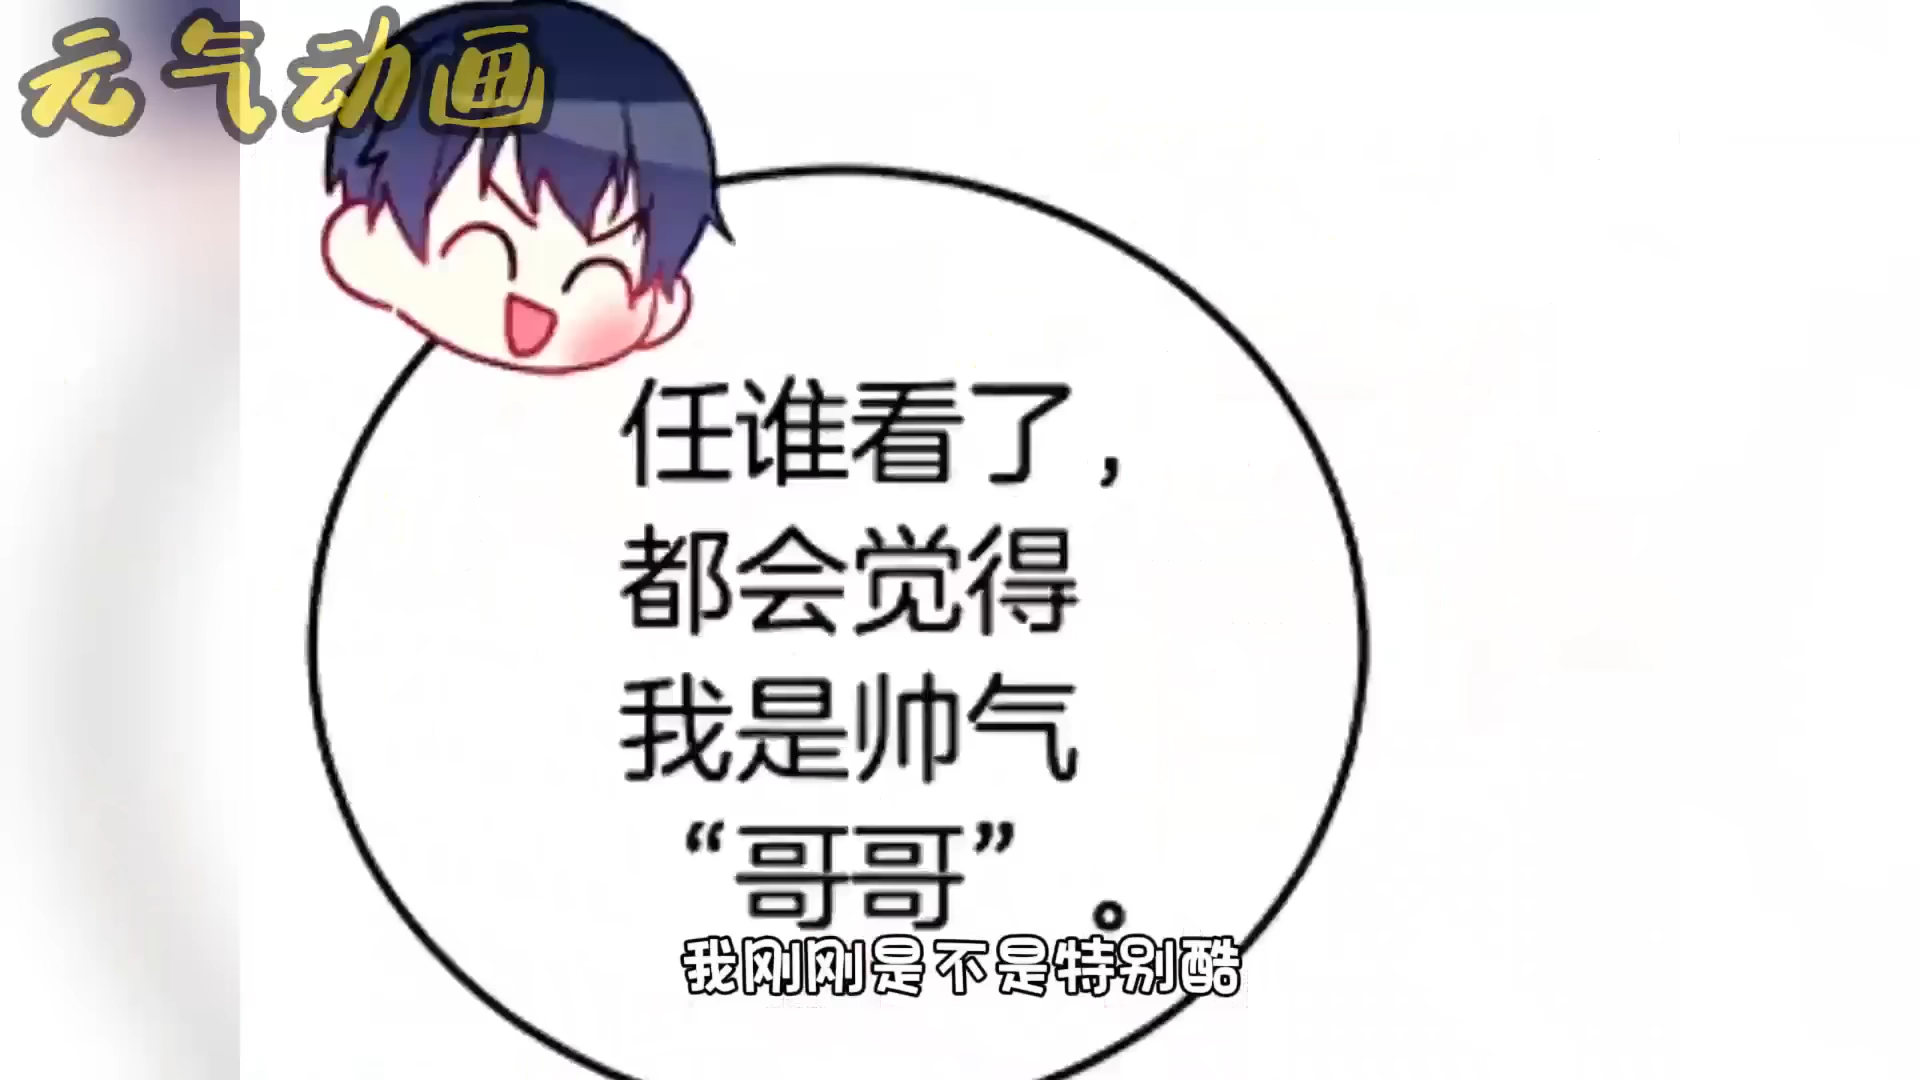 元气动画
任谁看了，
都会觉得
我是帅气
“哥哥”。
我刚刚是不是特别酷